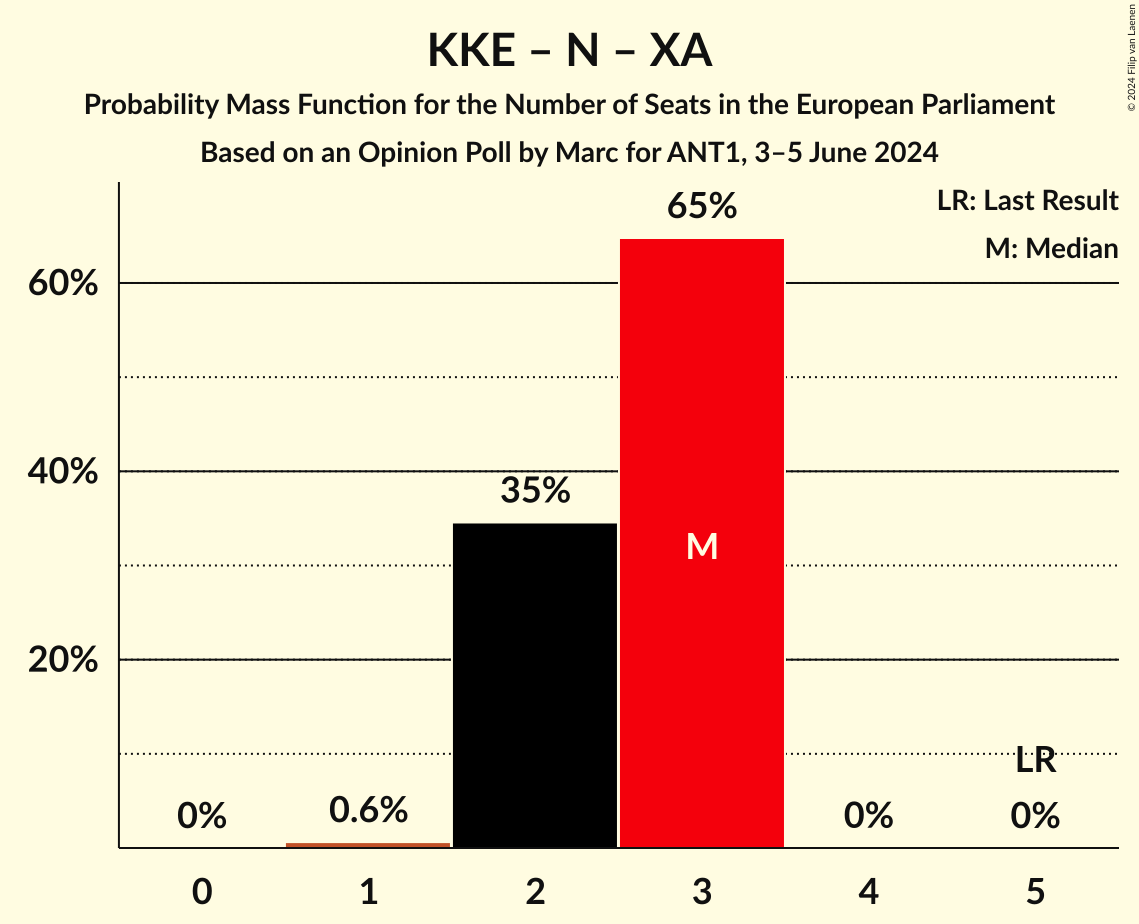 KKE – N – XA
Probability Mass Function for the Number of Seats in the European Parliament
Based on an Opinion Poll by Marc for ANT1, 3–5 June 2024
© 2024 Filip van Laenen
LR: Last Result
M: Median
65%
60%
40%
35%
M
20%
LR
0%
0.6%
0%
0%
0 1 2 3 4 5